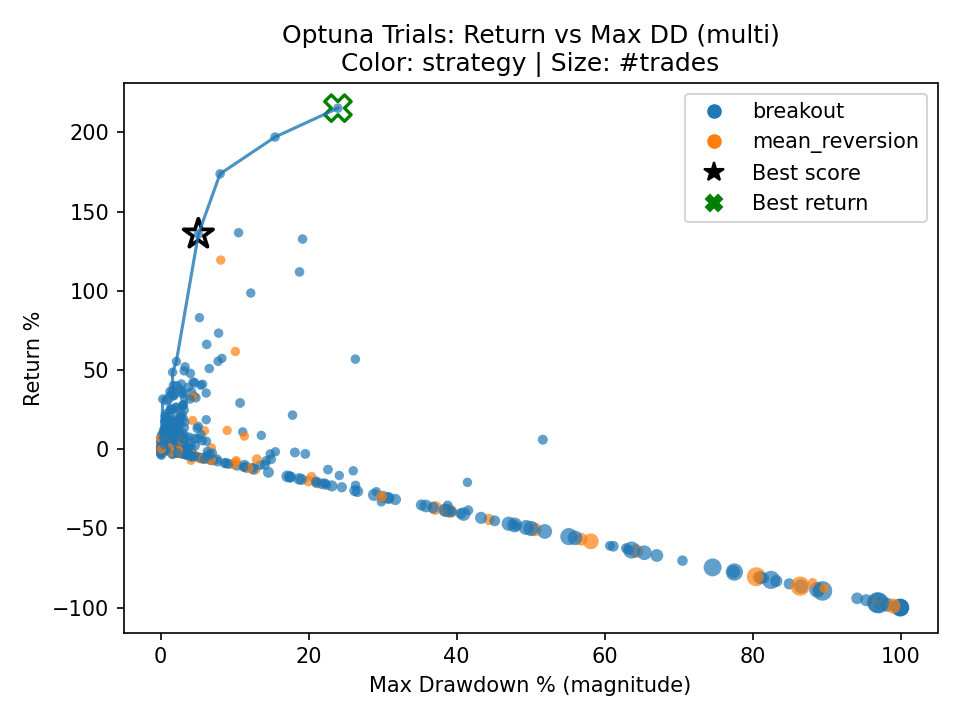 Optuna Trials: Return vs Max DD (multi)
Color: strategy | Size: #trades
breakout
mean_reversion
Best score
Best return
Return %
200
150
100
50
0
−50
−100
0
20
40
60
80
100
Max Drawdown % (magnitude)